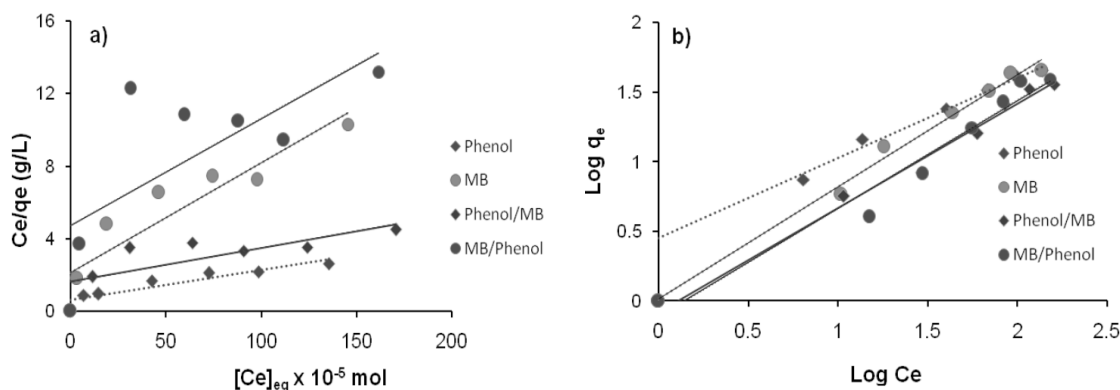 a)
16
12
8
4
0
Ce/qe (g/L)
0 50 100 150 200
[Ce]eq x 10-5 mol
Phenol
MB
Phenol/MB
MB/Phenol
b)
2
1.5
1
0.5
0
Log qe
0 0.5 1 1.5 2 2.5
Log Ce
Phenol
MB
Phenol/MB
MB/Phenol